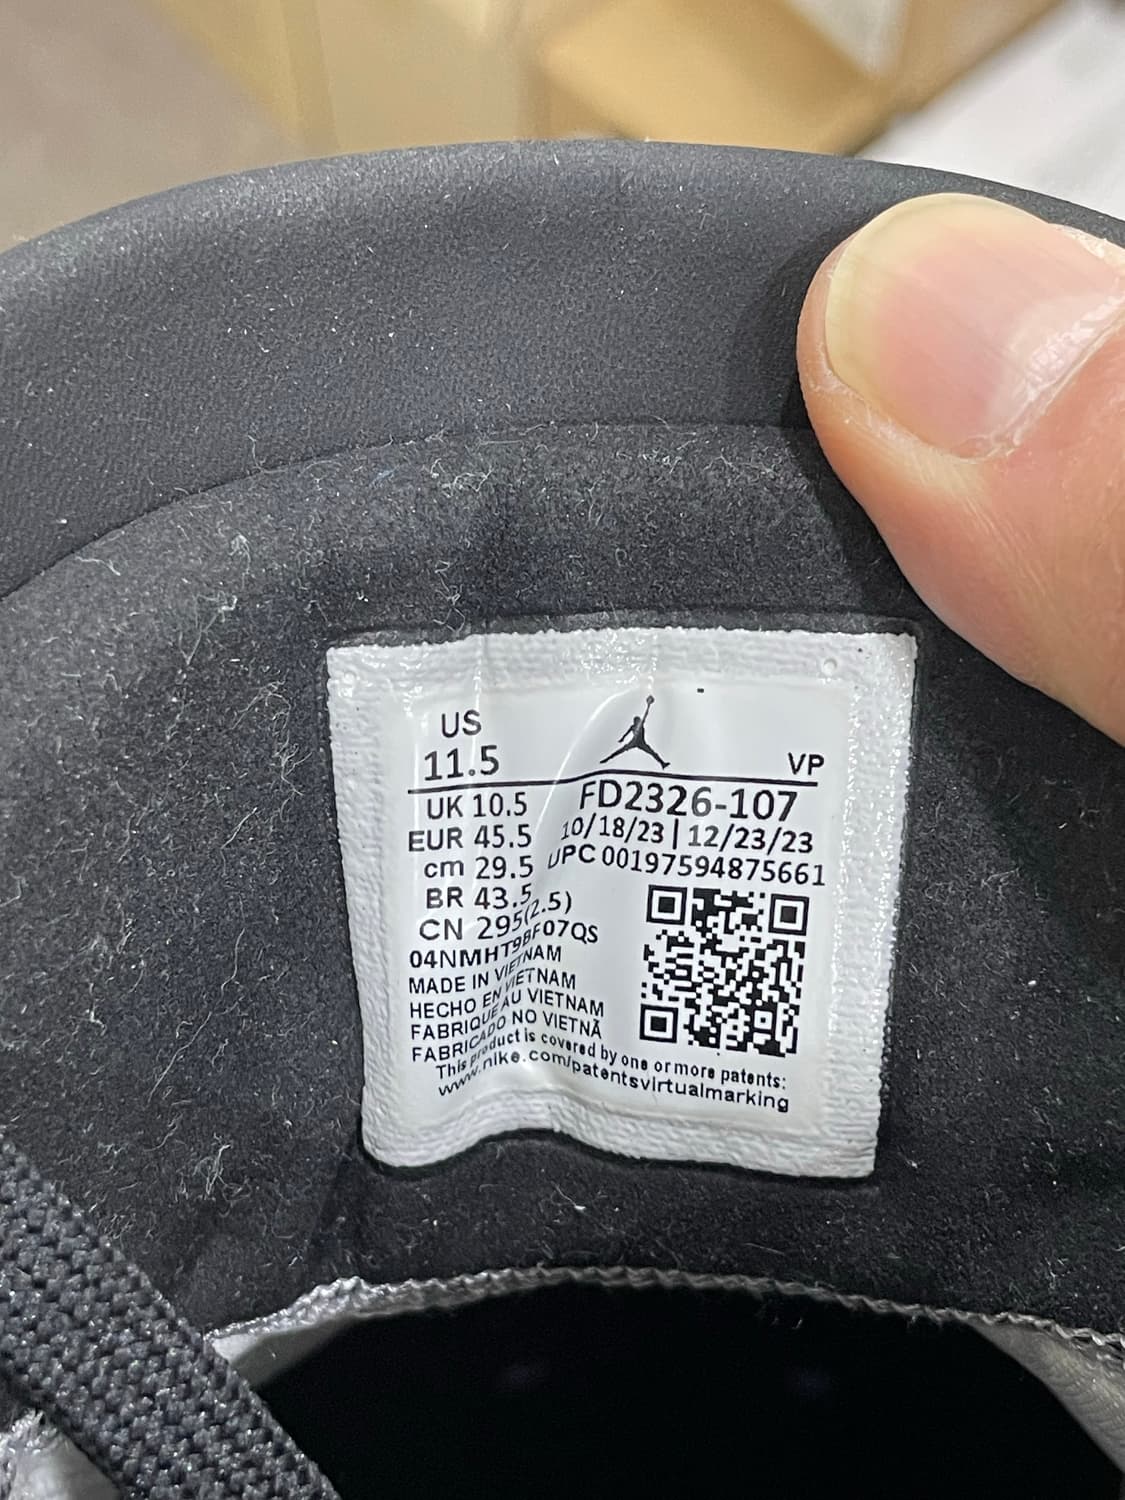 US
11.5
VP
UK 10.5
EUR 45.5
cm 29.5
BR 43.5
CN 295(2.5)
FD2326-107
10/18/23 | 12/23/23
UPC 00197594875661
04NMHT9BF07QS
MADE IN VIETNAM
HECHO EN VIETNAM
FABRIQUE AU VIETNAM
FABRICADO NO VIETNÃ
This product is covered by one or more patents:
www.nike.com/patentsvirtualmarking